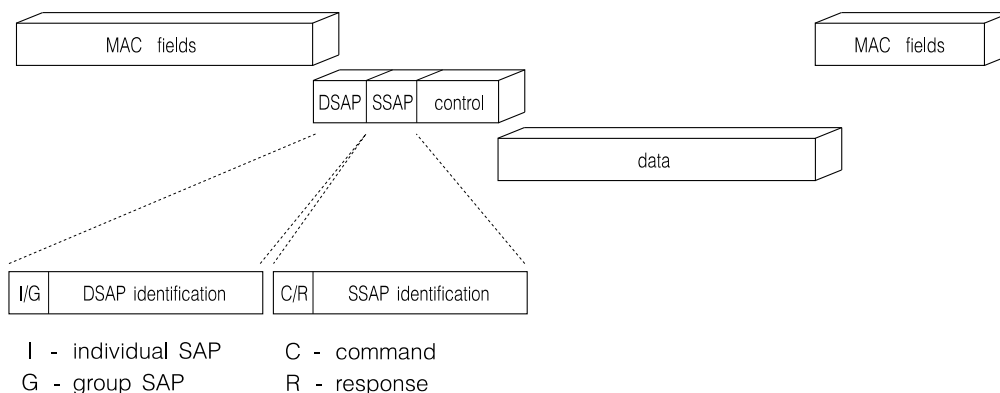 MAC fields
MAC fields
DSAP SSAP control
data
I/G DSAP identification C/R SSAP identification
I - individual SAP C - command
G - group SAP R - response